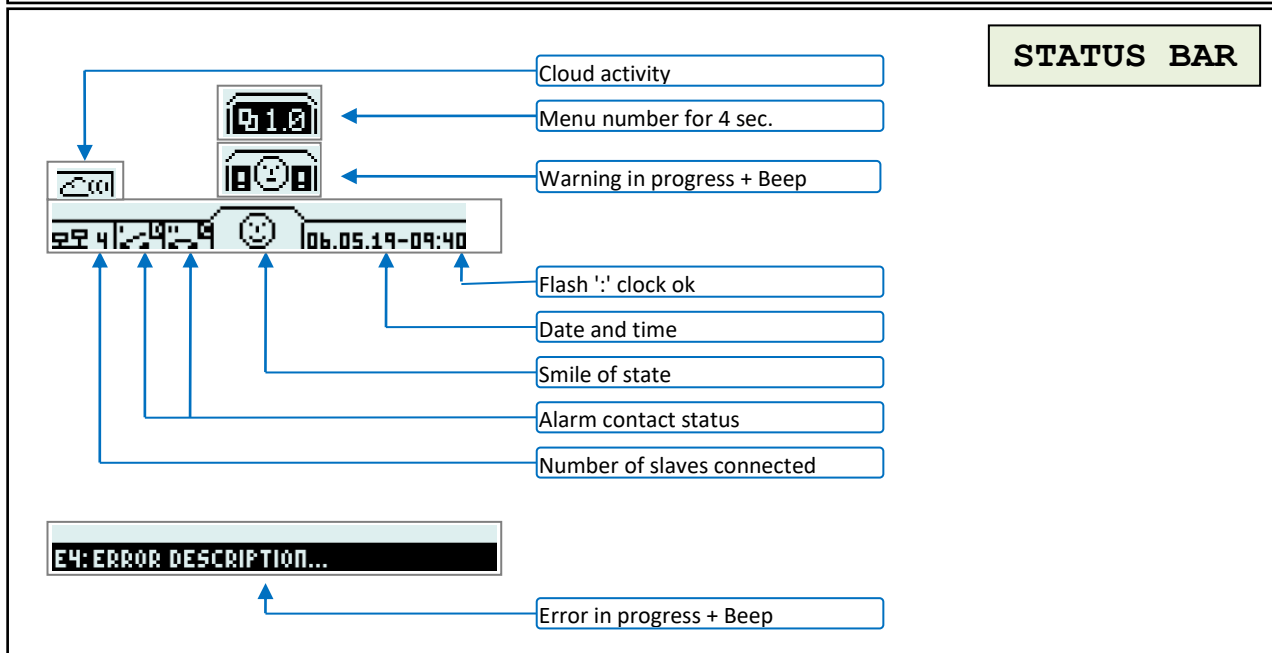 STATUS BAR
Cloud activity
1.0
Menu number for 4 sec.
Warning in progress + Beep
4
06.05.19-09:40
Flash ':' clock ok
Date and time
Smile of state
Alarm contact status
Number of slaves connected
E4: ERROR DESCRIPTION...
Error in progress + Beep